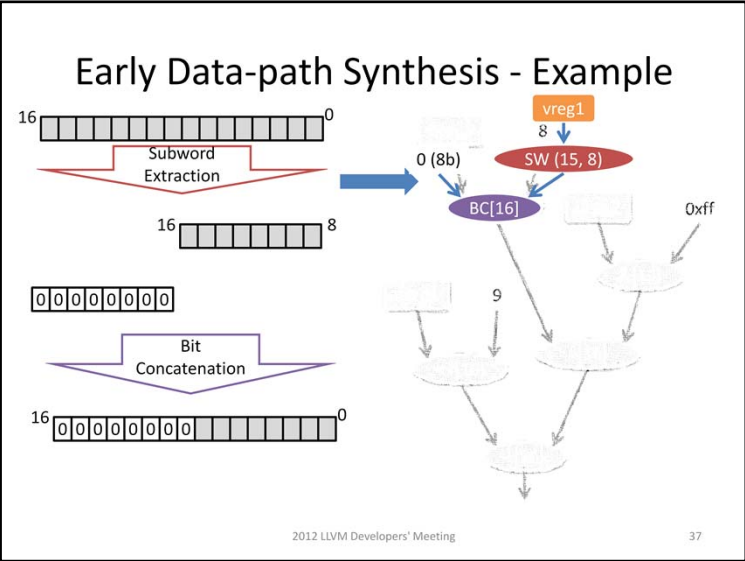 Early Data-path Synthesis - Example
16
0
Subword
Extraction
16
8
0 0 0 0 0 0 0 0
Bit
Concatenation
16
0 0 0 0 0 0 0 0
0
vreg1
8
0 (8b)
SW (15, 8)
BC[16]
0xff
9
2012 LLVM Developers' Meeting
37